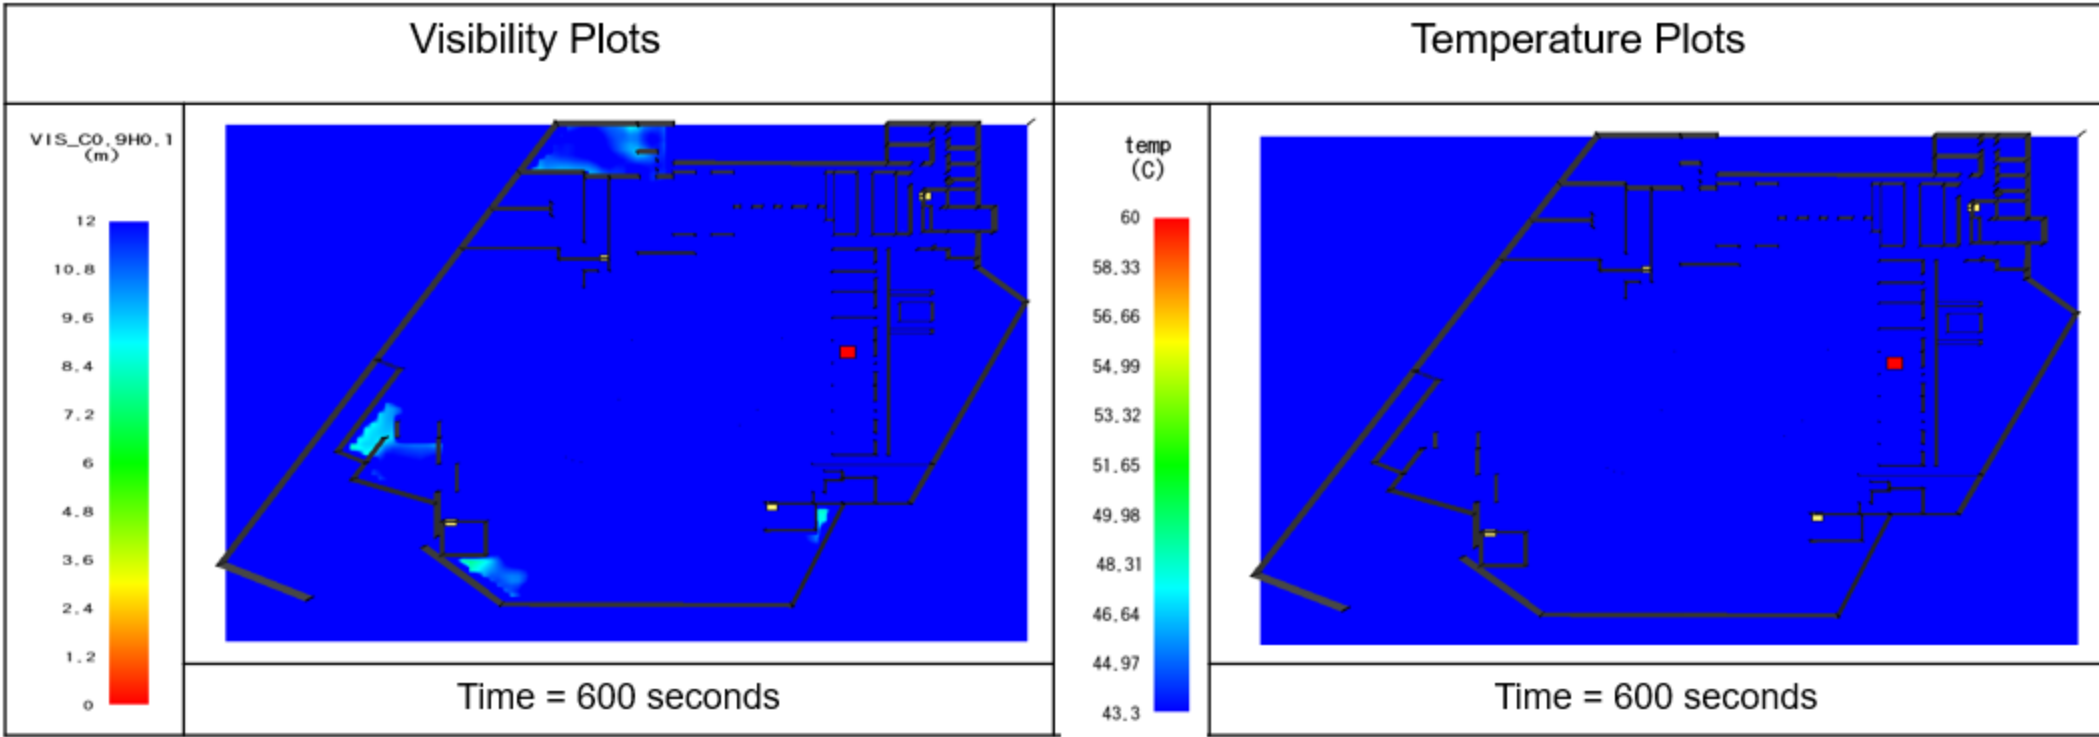 Visibility Plots
Temperature Plots
VIS_C0.9H0.1
(m)
12
10.8
9.6
8.4
7.2
6
4.8
3.6
2.4
1.2
0
Time = 600 seconds
temp
(C)
60
58.33
56.66
54.99
53.32
51.65
49.98
48.31
46.64
44.97
43.3
Time = 600 seconds